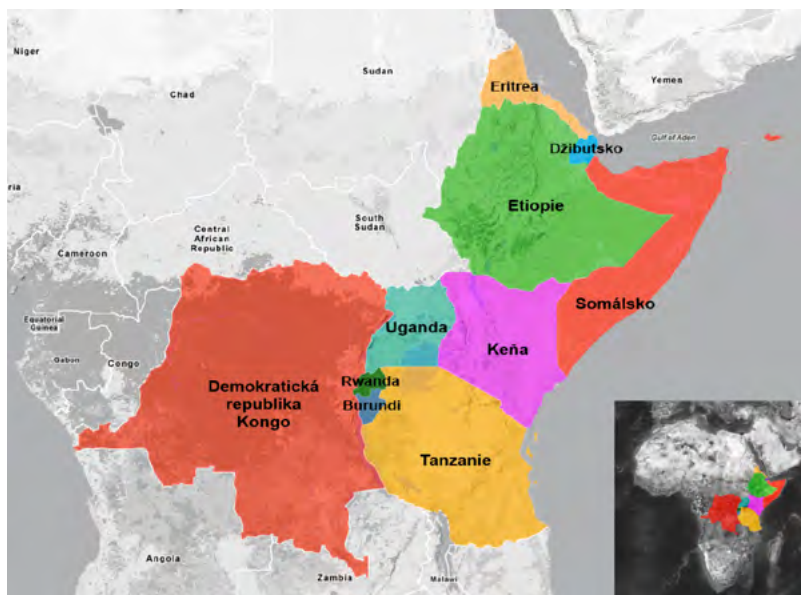 Niger
Chad
Sudan
Eritrea
Yemen
Gulf of Aden
Džibutsko
ria
Etiopie
South
Sudan
Central
African
Republic
Cameroon
Somálsko
Equatorial
Guinea
Uganda
Keňa
Gabon
Congo
Rwanda
Demokratická
republika
Kongo
Burundi
Tanzanie
Angola
Zambia
Malawi